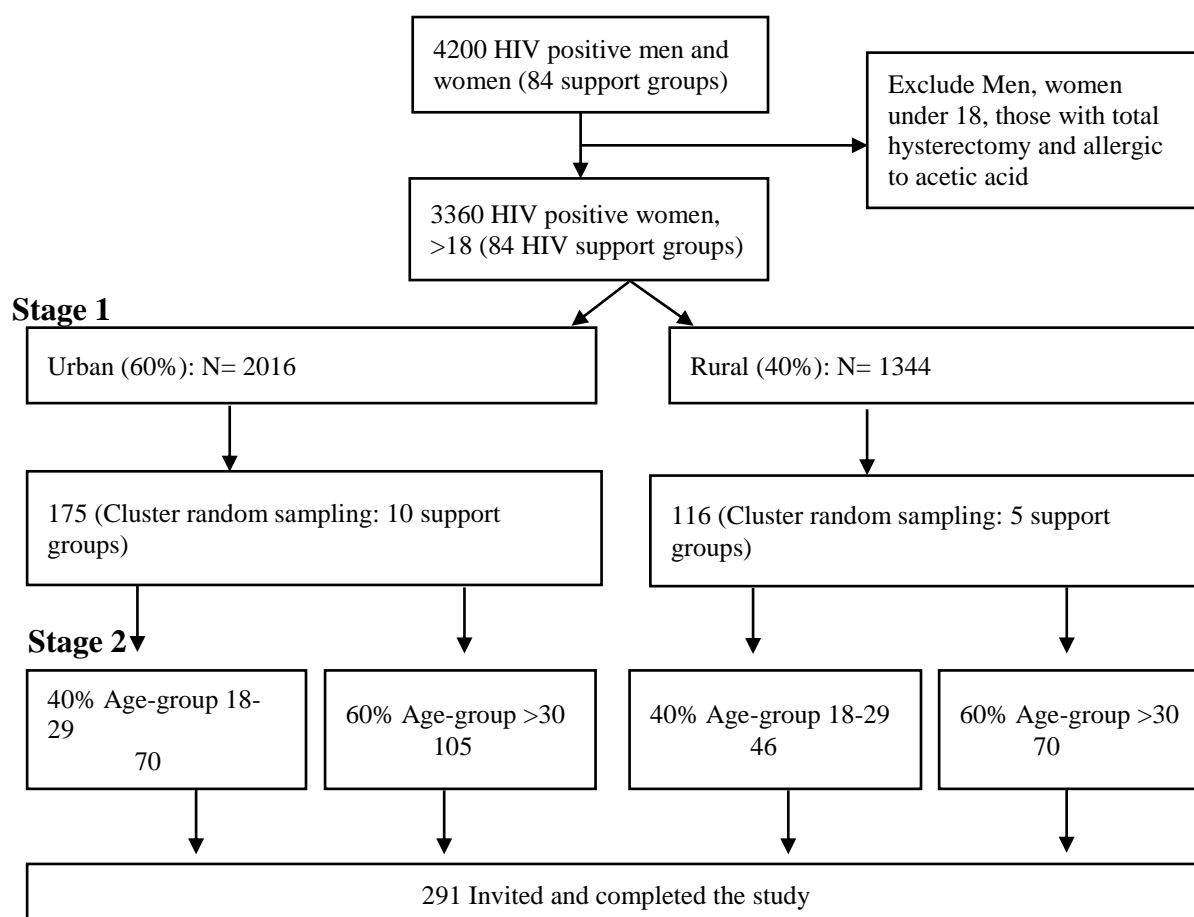 4200 HIV positive men and
women (84 support groups)
Exclude Men, women
under 18, those with total
hysterectomy and allergic
to acetic acid
3360 HIV positive women,
>18 (84 HIV support groups)
Stage 1
Urban (60%): N= 2016
Rural (40%): N= 1344
175 (Cluster random sampling: 10 support
groups)
116 (Cluster random sampling: 5 support
groups)
Stage 2
40% Age-group 18-
29
70
60% Age-group >30
105
40% Age-group 18-29
46
60% Age-group >30
70
291 Invited and completed the study